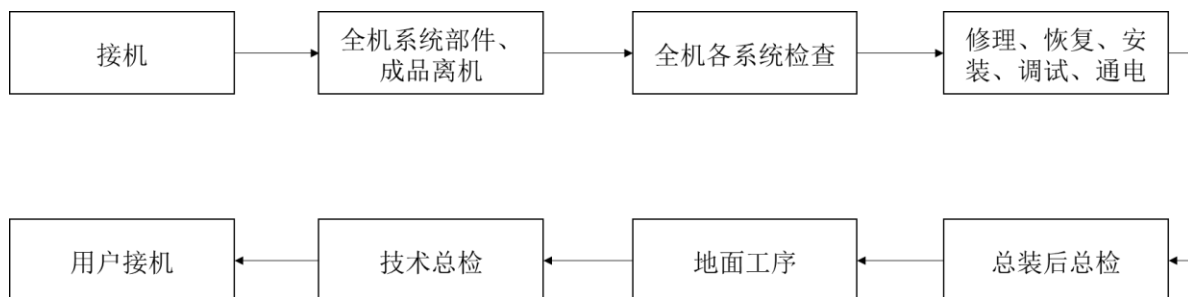 接机
全机系统部件、
成品离机
全机各系统检查
修理、恢复、安
装、调试、通电
总装后总检
地面工序
技术总检
用户接机